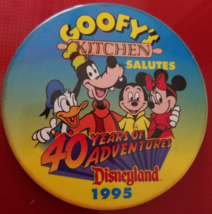 GOOFY'S
KITCHEN
SALUTES
40 YEARS OF
ADVENTURES
Disneyland
1995